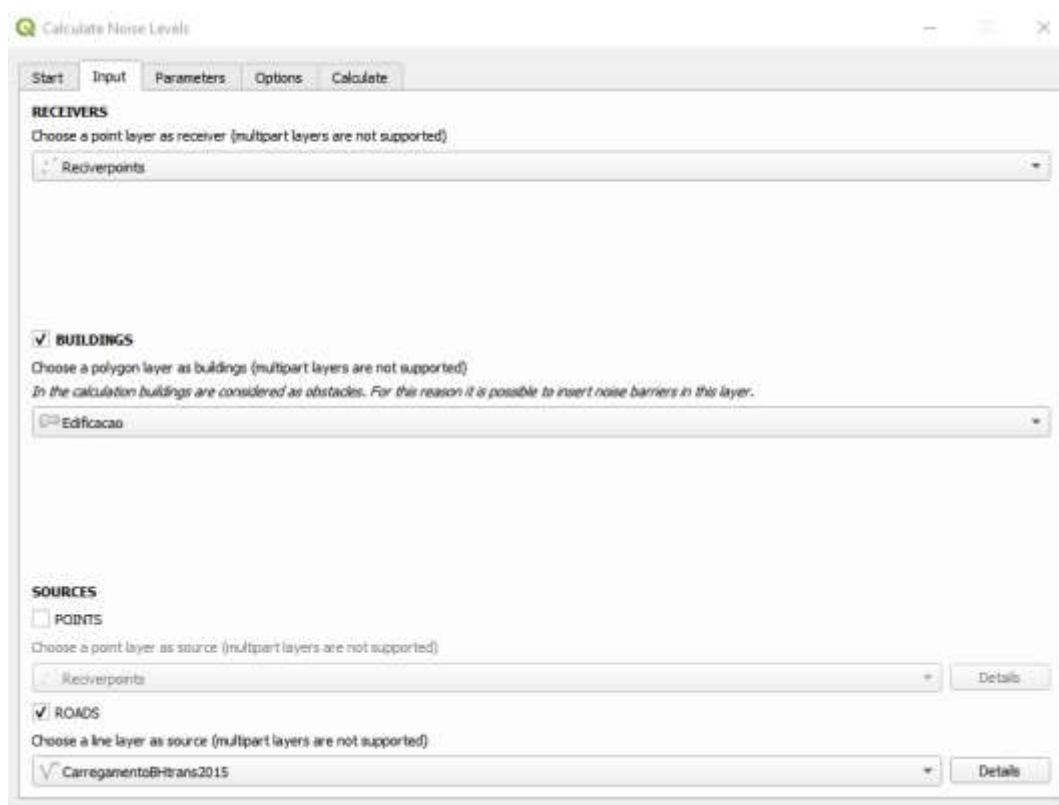 Calculate Noise Levels
Start Input Parameters Options Calculate
RECEIVERS
Choose a point layer as receiver (multipart layers are not supported)
Reciverpoints
BUILDINGS
Choose a polygon layer as buildings (multipart layers are not supported)
In the calculation buildings are considered as obstacles. For this reason it is possible to insert noise barriers in this layer.
Edificacao
SOURCES
POINTS
Choose a point layer as source (multipart layers are not supported)
Reciverpoints Details
ROADS
Choose a line layer as source (multipart layers are not supported)
CarregamentoBHtrans2015 Details